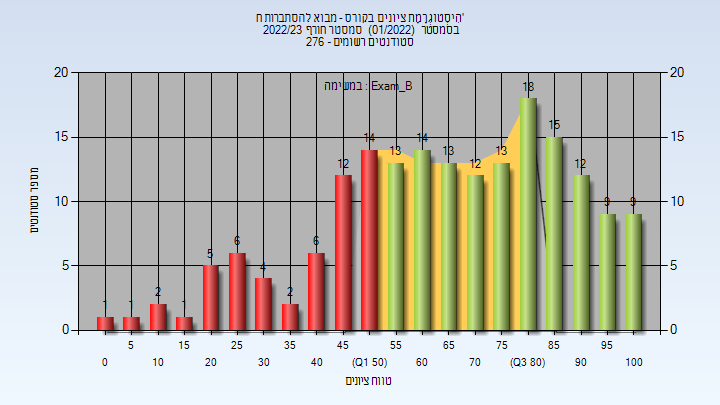 הִיסטוגְרָמַת ציונים בקורס - מבוא להסתברות ח'
בסמסטר (01/2022) סמסטר חורף 2022/23
סטודנטים רשומים - 276
במשימה : Exam_B
מספר סטודנטים
20 15 10 5 0
20 15 10 5 0
1 1 2 1 5 6 4 2 6 12 14 13 14 13 12 13 18 15 12 9 9
5 15 25 35 45 55 65 75 85 95
0 10 20 30 40 (Q1 50) 60 70 (Q3 80) 90 100
טווח ציונים